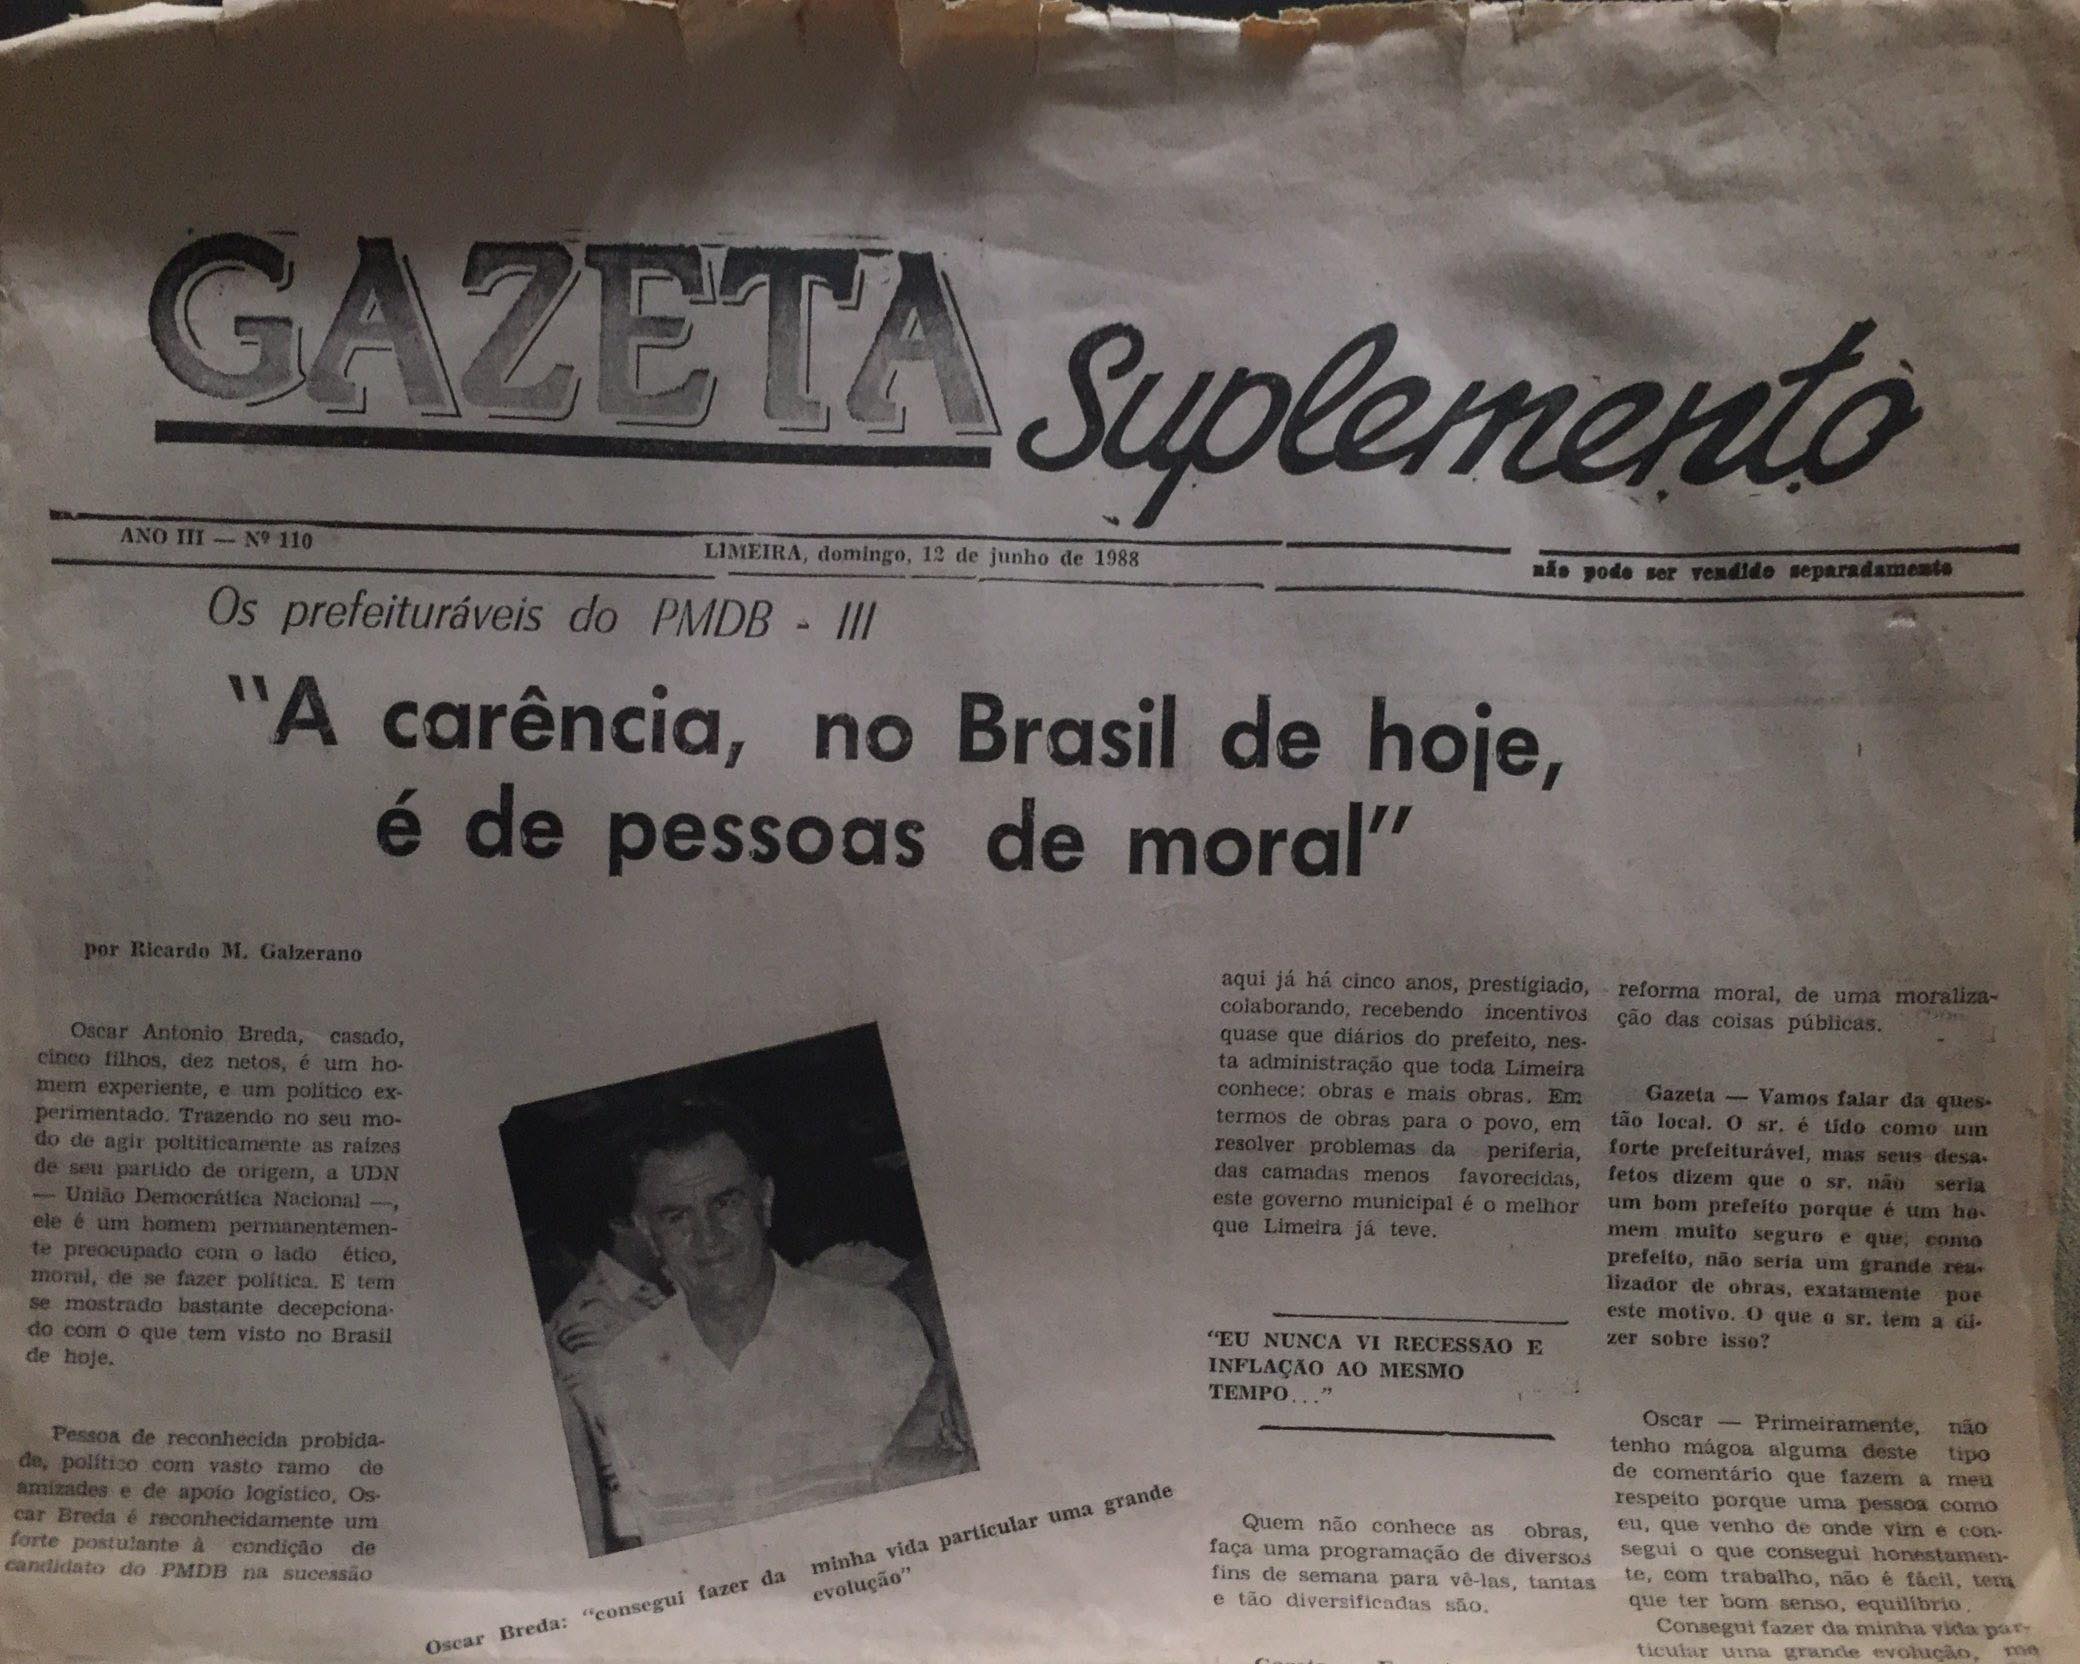 GAZETA Suplemento
ANO III — Nº 110
LIMEIRA, domingo, 12 de junho de 1988
não pode ser vendido separadamente
Os prefeituráveis do PMDB - III
"A carência, no Brasil de hoje,
é de pessoas de moral"
por Ricardo M. Galzerano
Oscar Antonio Breda, casado,
cinco filhos, dez netos, é um ho-
mem experiente, e um político ex-
perimentado. Trazendo no seu mo-
do de agir poltiticamente as raízes
de seu partido de origem, a UDN
— União Democrática Nacional —,
ele é um homem permanentemen-
te preocupado com o lado ético,
moral, de se fazer política. E tem
se mostrado bastante decepciona-
do com o que tem visto no Brasil
de hoje.
Pessoa de reconhecida probida-
de, político com vasto ramo de
amizades e de apoio logístico, Os-
car Breda é reconhecidamente um
forte postulante à condição de
candidato do PMDB na sucessão
Oscar Breda: "consegui fazer da minha vida particular uma grande
evolução"
aqui já há cinco anos, prestigiado,
colaborando, recebendo incentivos
quase que diários do prefeito, nes-
ta administração que toda Limeira
conhece: obras e mais obras. Em
termos de obras para o povo, em
resolver problemas da periferia,
das camadas menos favorecidas,
este governo municipal é o melhor
que Limeira já teve.
"EU NUNCA VI RECESSÃO E
INFLAÇÃO AO MESMO
TEMPO..."
Quem não conhece as obras,
faça uma programação de diversos
fins de semana para vê-las, tantas
e tão diversificadas são.
reforma moral, de uma moraliza-
ção das coisas públicas.
Gazeta — Vamos falar da ques-
tão local. O sr. é tido como um
forte prefeiturável, mas seus desa-
fetos dizem que o sr. não seria
um bom prefeito porque é um ho-
mem muito seguro e que, como
prefeito, não seria um grande rea-
lizador de obras, exatamente por
este motivo. O que o sr. tem a di-
zer sobre isso?
Oscar — Primeiramente, não
tenho mágoa alguma deste tipo
de comentário que fazem a meu
respeito porque uma pessoa como
eu, que venho de onde vim e con-
segui o que consegui honestamen-
te, com trabalho, não é fácil, tem
que ter bom senso, equilíbrio.
Consegui fazer da minha vida par-
ticular uma grande evolução, me